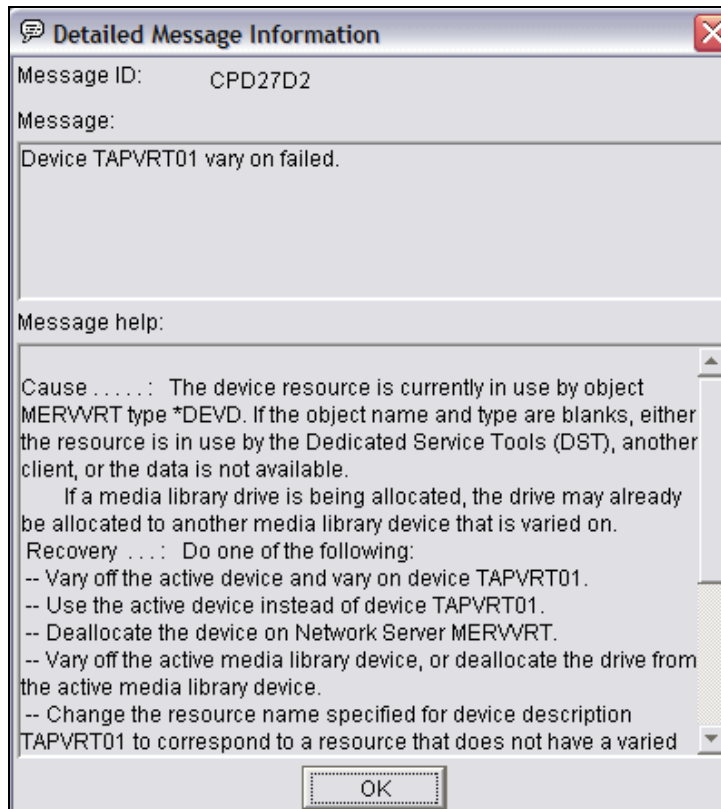 Detailed Message Information
Message ID: CPD27D2
Message:
Device TAPVRT01 vary on failed.
Message help:
Cause . . . . . :   The device resource is currently in use by object
MERVVRT type *DEVD. If the object name and type are blanks, either
the resource is in use by the Dedicated Service Tools (DST), another
client, or the data is not available.
If a media library drive is being allocated, the drive may already
be allocated to another media library device that is varied on.
Recovery  . . . :   Do one of the following:
-- Vary off the active device and vary on device TAPVRT01.
-- Use the active device instead of device TAPVRT01.
-- Deallocate the device on Network Server MERVVRT.
-- Vary off the active media library device, or deallocate the drive from
the active media library device.
-- Change the resource name specified for device description
TAPVRT01 to correspond to a resource that does not have a varied
OK